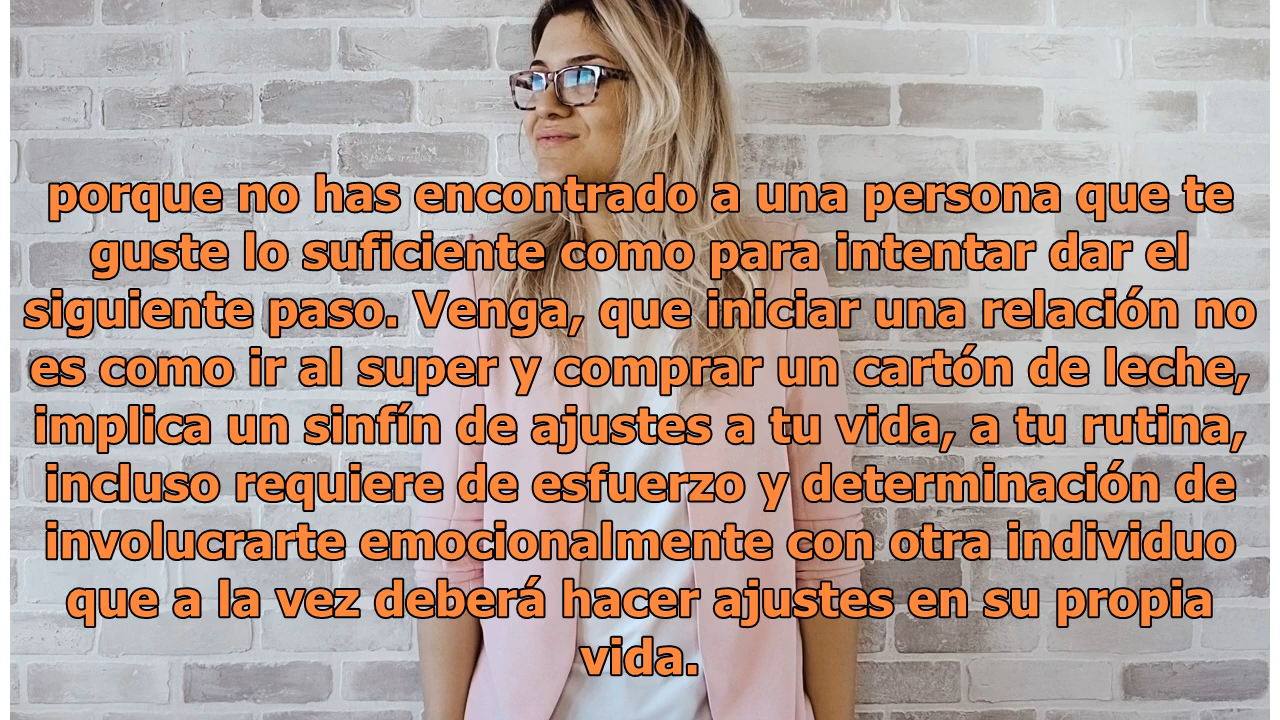 porque no has encontrado a una persona que te
guste lo suficiente como para intentar dar el
siguiente paso. Venga, que iniciar una relación no
es como ir al super y comprar un cartón de leche,
implica un sinfín de ajustes a tu vida, a tu rutina,
incluso requiere de esfuerzo y determinación de
involucrarte emocionalmente con otra individuo
que a la vez deberá hacer ajustes en su propia
vida.